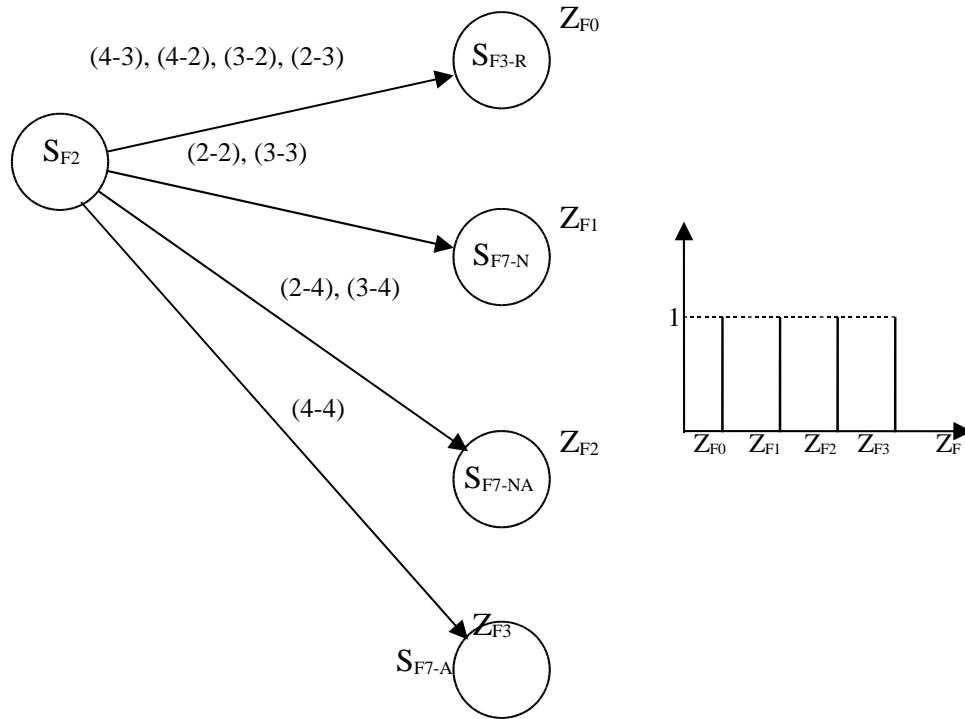 Z_F0
(4-3), (4-2), (3-2), (2-3)
S_F3-R
S_F2
(2-2), (3-3)
Z_F1
S_F7-N
(2-4), (3-4)
1
(4-4)
Z_F2
Z_F0 Z_F1 Z_F2 Z_F3 Z_F
S_F7-NA
Z_F3
S_F7-A